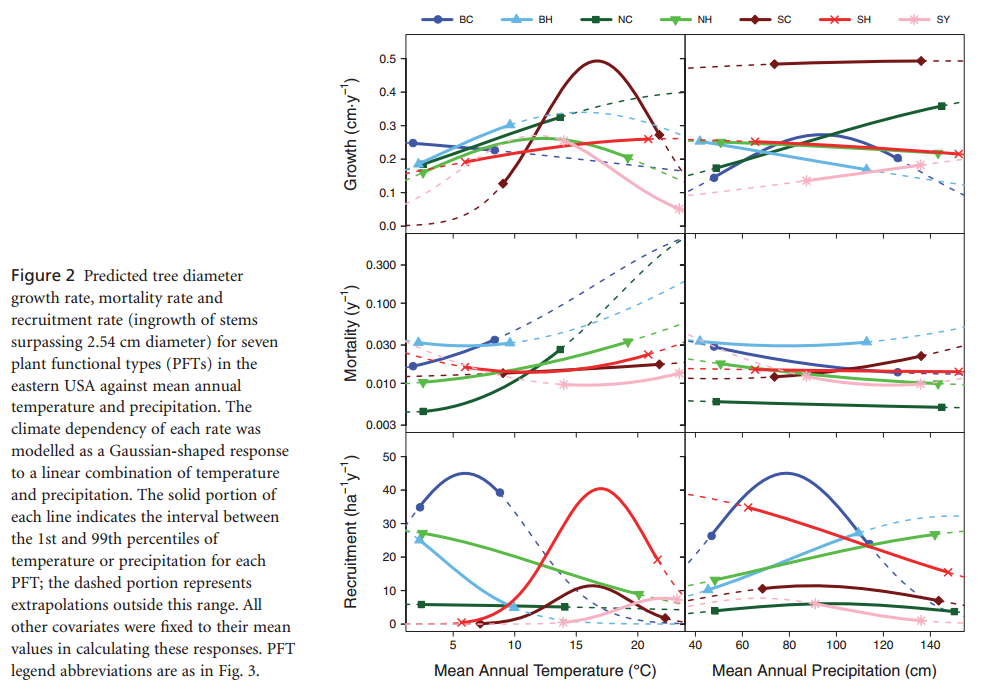 BC BH NC NH SC SH SY
Growth (cm·y⁻¹)
0.5
0.4
0.3
0.2
0.1
0.0
Mortality (y⁻¹)
0.300
0.100
0.030
0.010
0.003
Recruitment (ha⁻¹y⁻¹)
50
40
30
20
10
0
5 10 15 20
40 60 80 100 120 140
Mean Annual Temperature (°C)
Mean Annual Precipitation (cm)
Figure 2 Predicted tree diameter
growth rate, mortality rate and
recruitment rate (ingrowth of stems
surpassing 2.54 cm diameter) for seven
plant functional types (PFTs) in the
eastern USA against mean annual
temperature and precipitation. The
climate dependency of each rate was
modelled as a Gaussian-shaped response
to a linear combination of temperature
and precipitation. The solid portion of
each line indicates the interval between
the 1st and 99th percentiles of
temperature or precipitation for each
PFT; the dashed portion represents
extrapolations outside this range. All
other covariates were fixed to their mean
values in calculating these responses. PFT
legend abbreviations are as in Fig. 3.